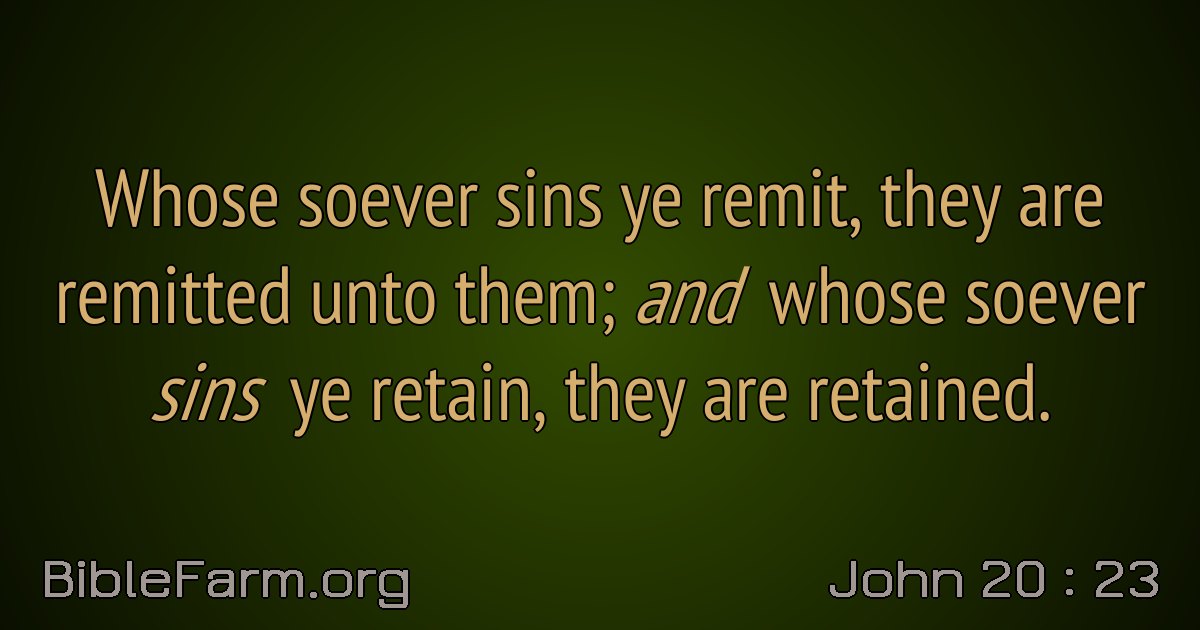 Whose soever sins ye remit, they are
remitted unto them; and whose soever
sins ye retain, they are retained.
BibleFarm.org
John 20 : 23